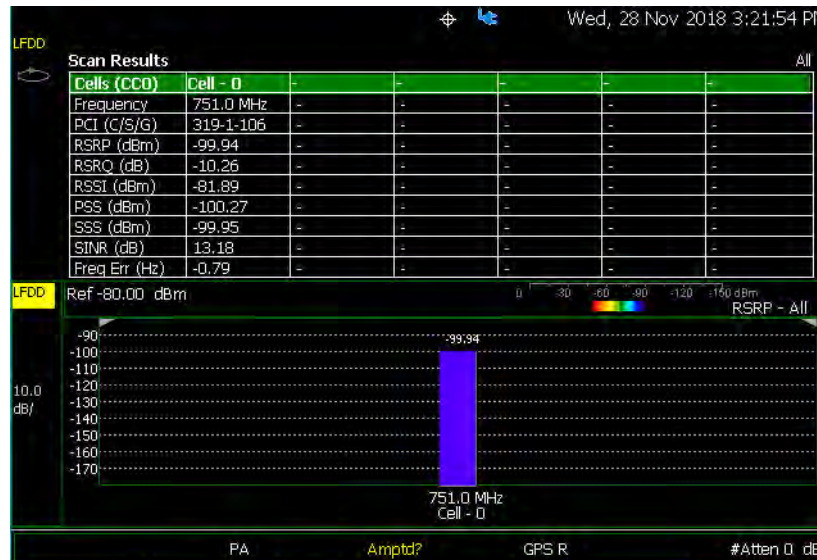 Wed, 28 Nov 2018 3:21:54 P
LFDD
Scan Results All
Cells (CC0) Cell - 0 - - - - -
Frequency 751.0 MHz - - - - -
PCI (C/S/G) 319-1-106 - - - - -
RSRP (dBm) -99.94 - - - - -
RSRQ (dB) -10.26 - - - - -
RSSI (dBm) -81.89 - - - - -
PSS (dBm) -100.27 - - - - -
SSS (dBm) -99.95 - - - - -
SINR (dB) 13.18 - - - - -
Freq Err (Hz) -0.79 - - - - -
LFDD Ref -80.00 dBm 0 -30 -60 -90 -120 -150 dBm
RSRP - All
-90
-99.94
-100
-110
10.0 -120
dB/ -130
-140
-150
-160
-170
751.0 MHz
Cell - 0
PA Amptd? GPS R #Atten 0 dB